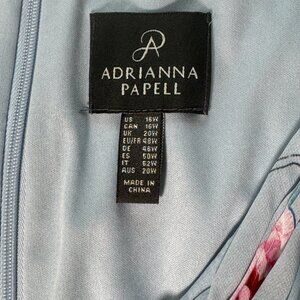 ADRIANNA
PAPELL
US 16W
CAN 16W
UK 20W
EU/FR 48W
DE 46W
ES 50W
IT 52W
AUS 20W
MADE IN
CHINA